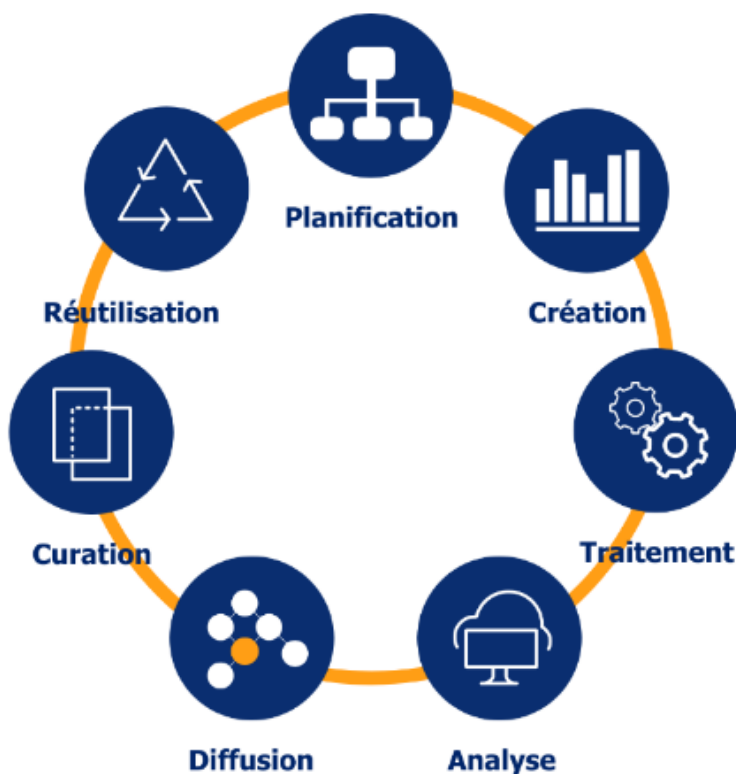 Planification
Création
Traitement
Analyse
Diffusion
Curation
Réutilisation